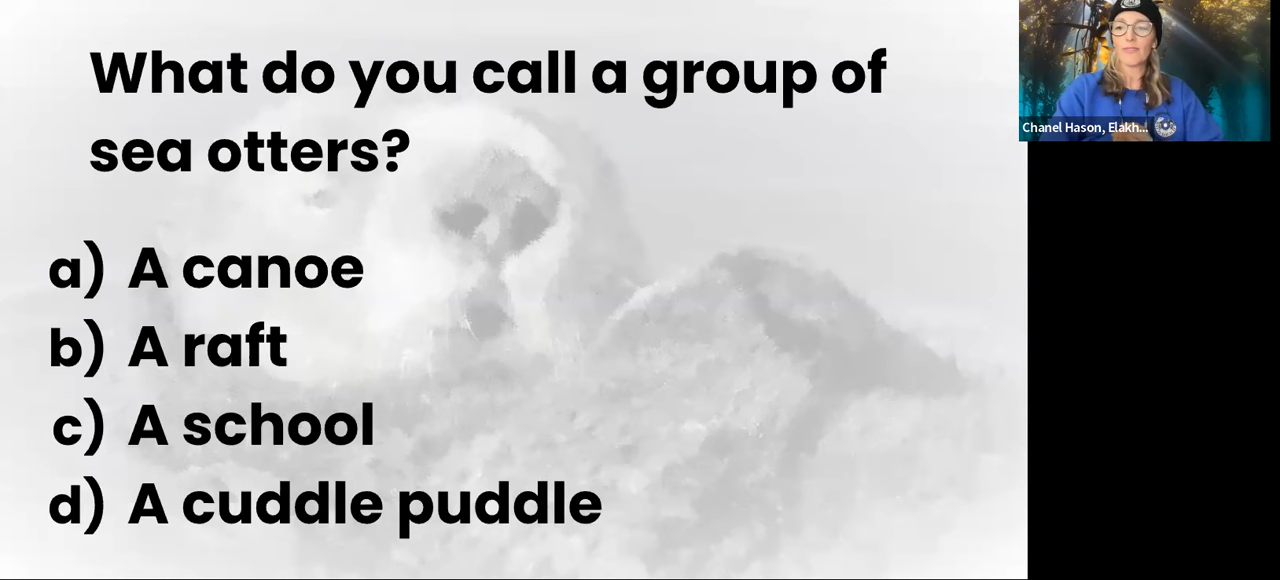 What do you call a group of
sea otters?
a) A canoe
b) A raft
c) A school
d) A cuddle puddle
Chanel Hason, Elakh...